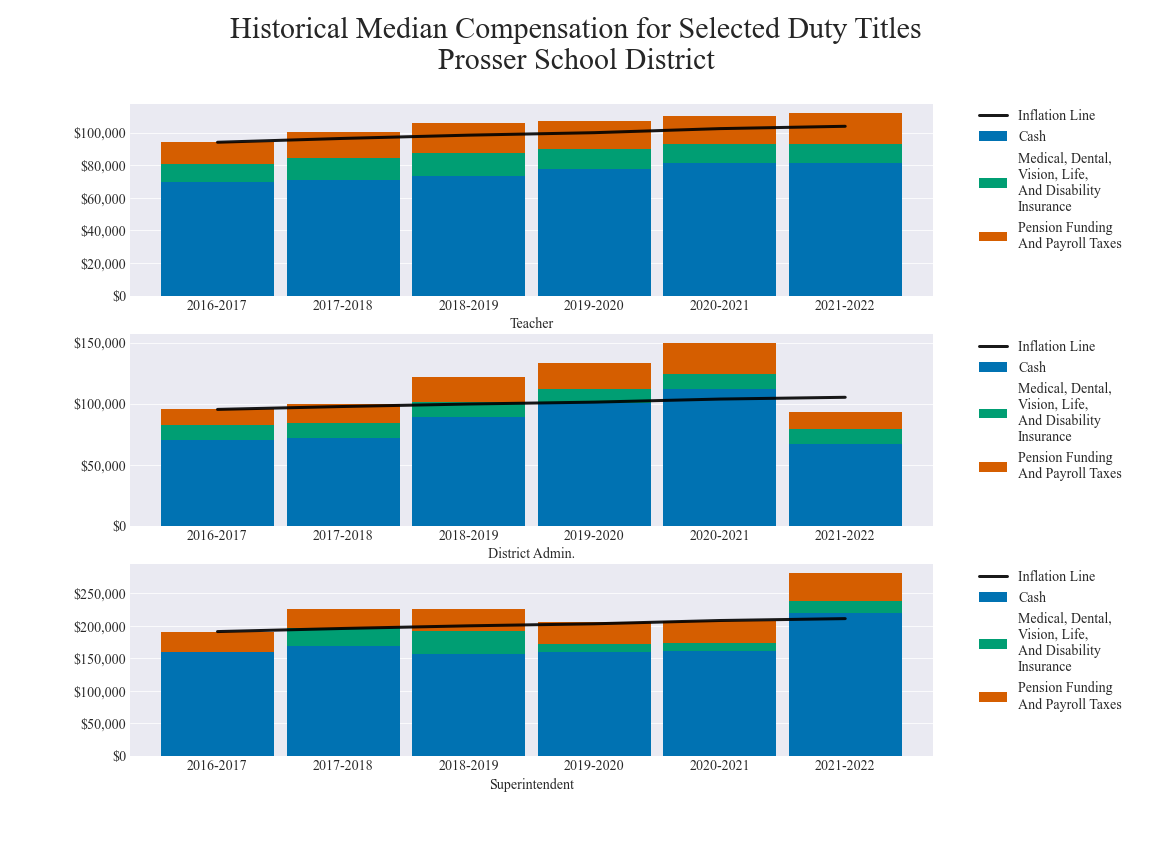 Historical Median Compensation for Selected Duty Titles
Prosser School District
$100,000
$80,000
$60,000
$40,000
$20,000
$0
2016-2017
2017-2018
2018-2019
2019-2020
2020-2021
2021-2022
Teacher
Inflation Line
Cash
Medical, Dental,
Vision, Life,
And Disability
Insurance
Pension Funding
And Payroll Taxes
$150,000
$100,000
$50,000
$0
2016-2017
2017-2018
2018-2019
2019-2020
2020-2021
2021-2022
District Admin.
Inflation Line
Cash
Medical, Dental,
Vision, Life,
And Disability
Insurance
Pension Funding
And Payroll Taxes
$250,000
$200,000
$150,000
$100,000
$50,000
$0
2016-2017
2017-2018
2018-2019
2019-2020
2020-2021
2021-2022
Superintendent
Inflation Line
Cash
Medical, Dental,
Vision, Life,
And Disability
Insurance
Pension Funding
And Payroll Taxes